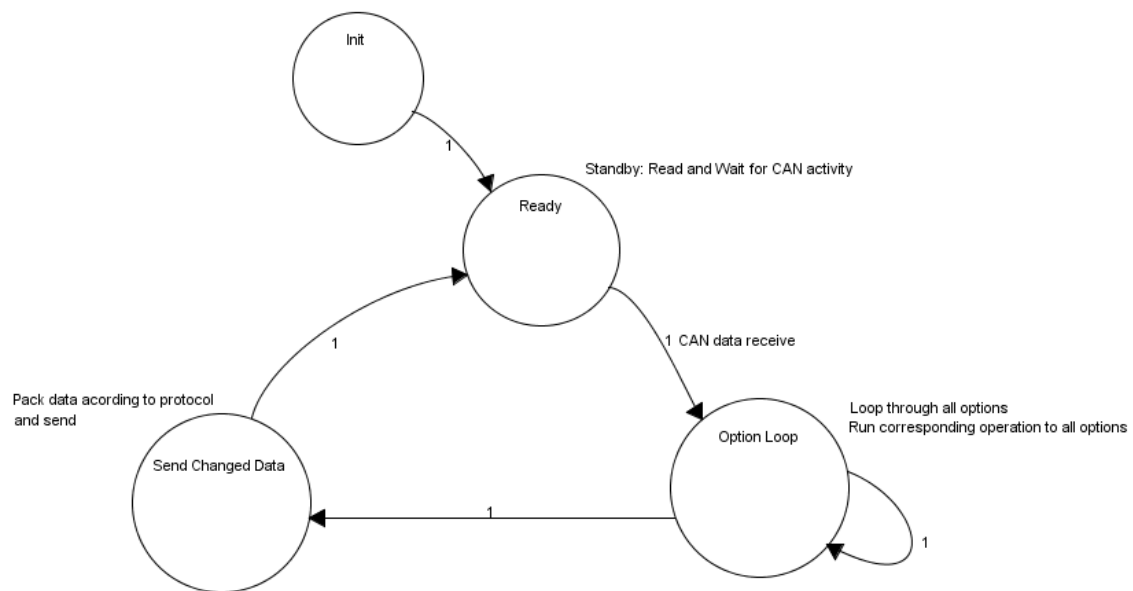 Init
1
Standby: Read and Wait for CAN activity
Ready
1 CAN data receive
1
Pack data acording to protocol
and send
Loop through all options
Run corresponding operation to all options
Option Loop
Send Changed Data
1
1